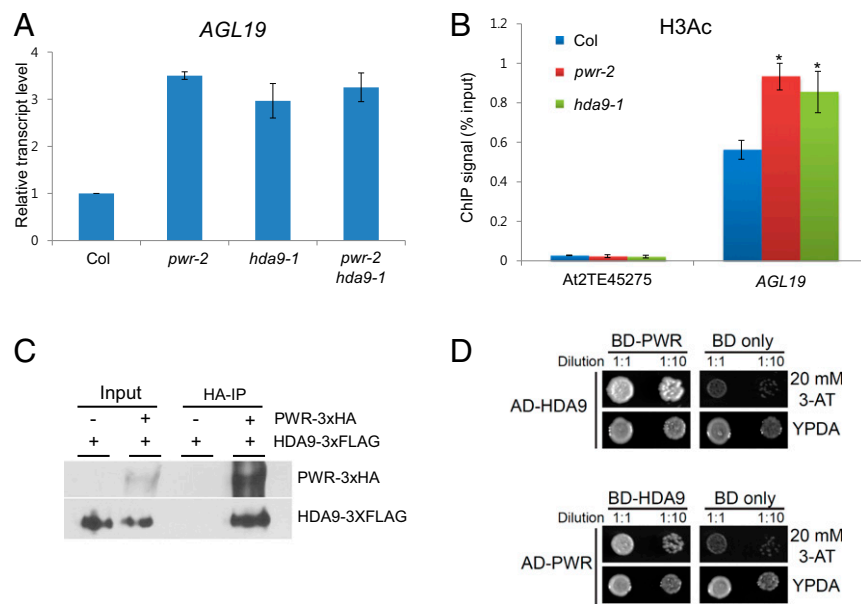 A
AGL19
Relative transcript level
4
3
2
1
0
Col
pwr-2
hda9-1
pwr-2
hda9-1
B
H3Ac
Col
pwr-2
hda9-1
ChIP signal (% input)
1.2
1
0.8
0.6
0.4
0.2
0
* *
At2TE45275
AGL19
C
Input HA-IP
- + - + PWR-3xHA
+ + + + HDA9-3xFLAG
PWR-3xHA
HDA9-3XFLAG
D
BD-PWR BD only
Dilution 1:1 1:10 1:1 1:10
AD-HDA9
20 mM
3-AT
YPDA
BD-HDA9 BD only
Dilution 1:1 1:10 1:1 1:10
AD-PWR
20 mM
3-AT
YPDA